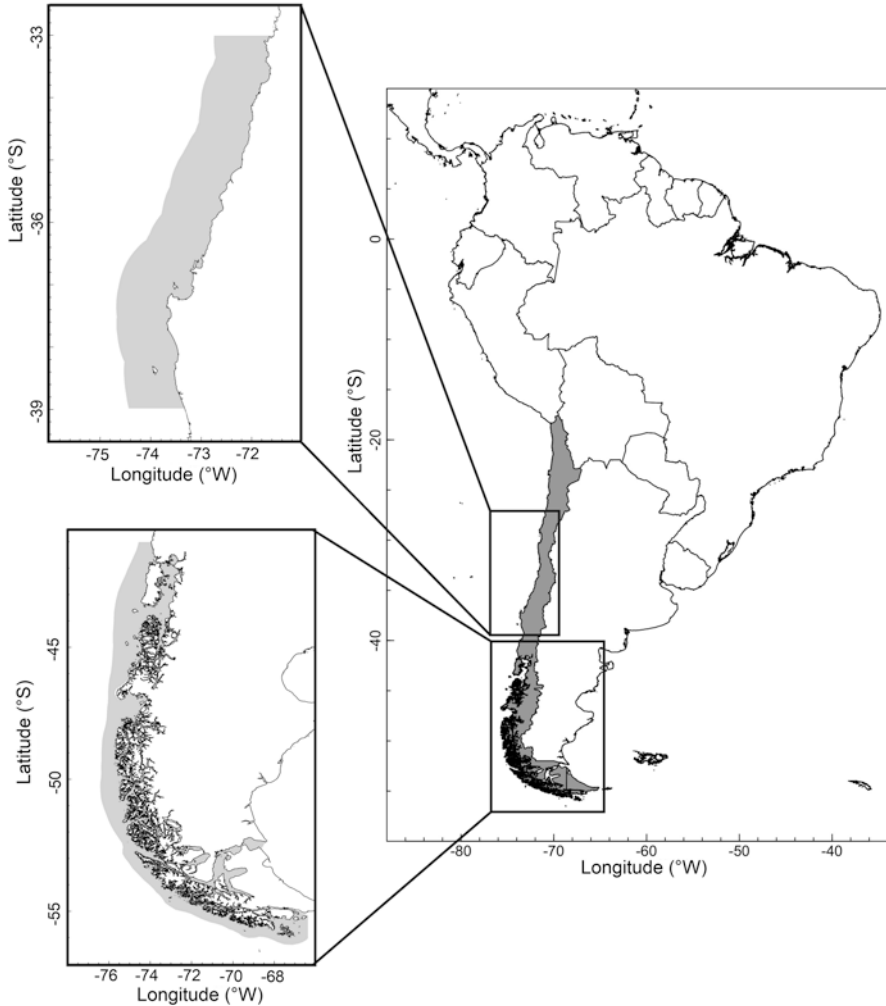 -33
-36
-39
Latitude (°S)
-75 -74 -73 -72
Longitude (°W)
-45
-50
-55
Latitude (°S)
-76 -74 -72 -70 -68
Longitude (°W)
0
-20
-40
Latitude (°S)
-80 -70 -60 -50 -40
Longitude (°W)